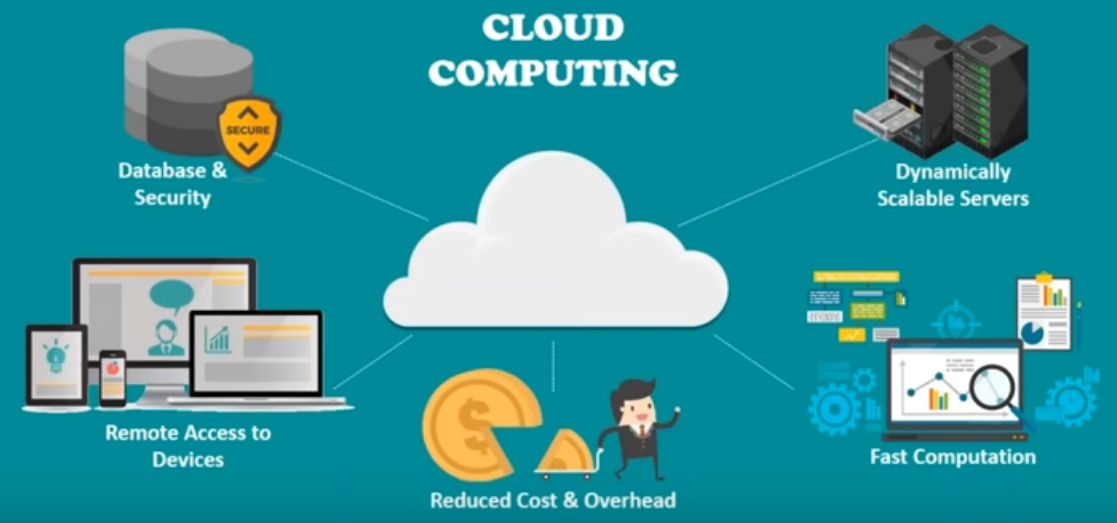 CLOUD
COMPUTING
SECURE
Database &
Security
Dynamically
Scalable Servers
Remote Access to
Devices
Reduced Cost & Overhead
Fast Computation